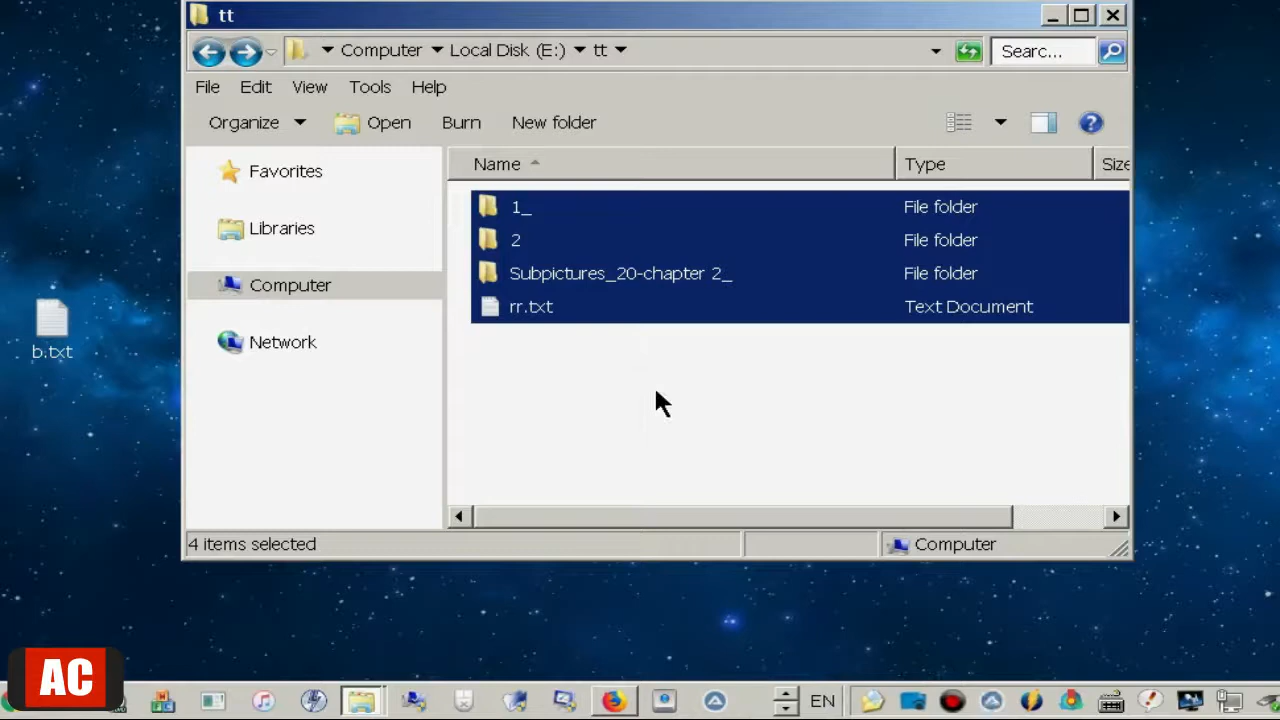 tt
Computer Local Disk (E:) tt Searc...
File Edit View Tools Help
Organize Open Burn New folder
Name Type Size
Favorites
Libraries
Computer
Network
1_ File folder
2 File folder
Subpictures_20-chapter 2_ File folder
rr.txt Text Document
b.txt
4 items selected Computer
AC
EN